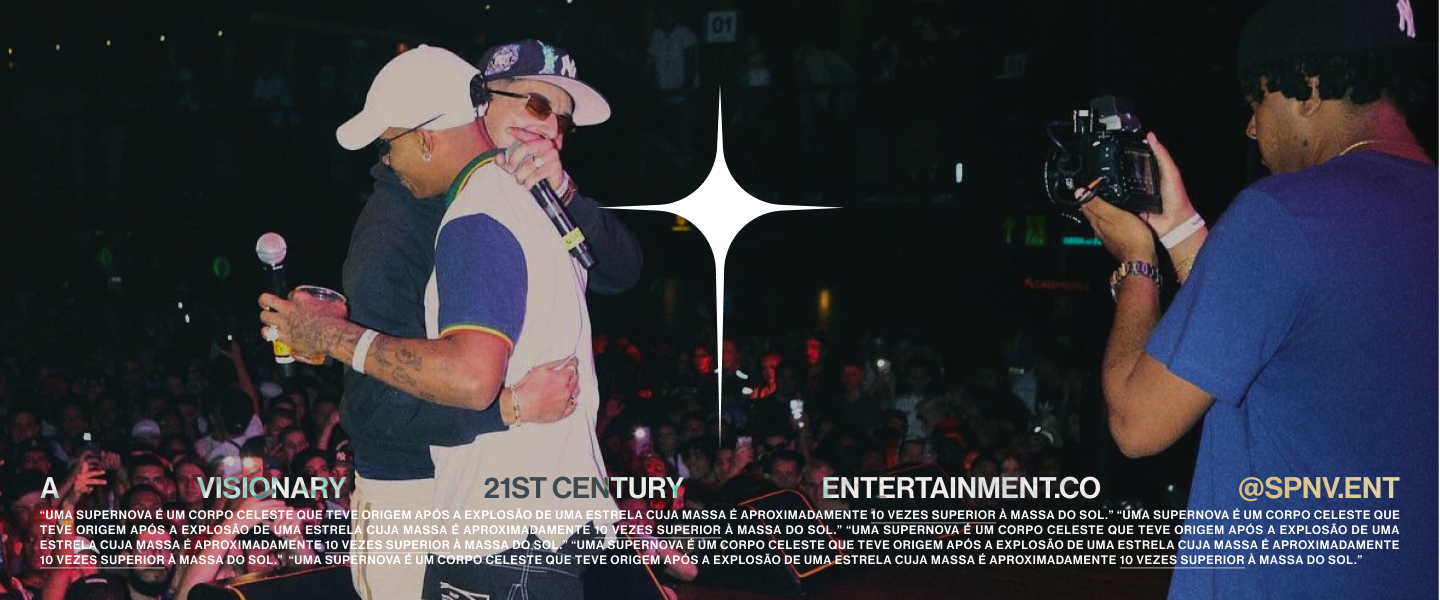 01
A VISIONARY 21ST CENTURY ENTERTAINMENT.CO @SPNV.ENT
“UMA SUPERNOVA É UM CORPO CELESTE QUE TEVE ORIGEM APÓS A EXPLOSÃO DE UMA ESTRELA CUJA MASSA É APROXIMADAMENTE 10 VEZES SUPERIOR À MASSA DO SOL.” “UMA SUPERNOVA É UM CORPO CELESTE QUE
TEVE ORIGEM APÓS A EXPLOSÃO DE UMA ESTRELA CUJA MASSA É APROXIMADAMENTE 10 VEZES SUPERIOR À MASSA DO SOL.” “UMA SUPERNOVA É UM CORPO CELESTE QUE TEVE ORIGEM APÓS A EXPLOSÃO DE UMA
ESTRELA CUJA MASSA É APROXIMADAMENTE 10 VEZES SUPERIOR À MASSA DO SOL.” “UMA SUPERNOVA É UM CORPO CELESTE QUE TEVE ORIGEM APÓS A EXPLOSÃO DE UMA ESTRELA CUJA MASSA É APROXIMADAMENTE
10 VEZES SUPERIOR À MASSA DO SOL.” “UMA SUPERNOVA É UM CORPO CELESTE QUE TEVE ORIGEM APÓS A EXPLOSÃO DE UMA ESTRELA CUJA MASSA É APROXIMADAMENTE 10 VEZES SUPERIOR À MASSA DO SOL.”